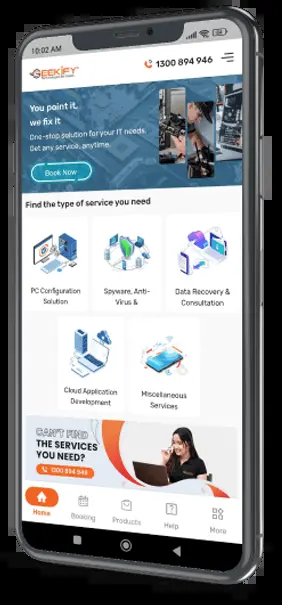 10:02 AM
GEEKIFY
1300 894 946
You point it,
we fix it
One-stop solution for your IT needs.
Get any service, anytime.
Book Now
Find the type of service you need
PC Configuration
Solution
Spyware, Anti-
Virus &
Data Recovery &
Consultation
Cloud Application
Development
Miscellaneous
Services
CAN'T FIND
THE SERVICES
YOU NEED?
1300 894 946
Home
Booking
Products
Help
More